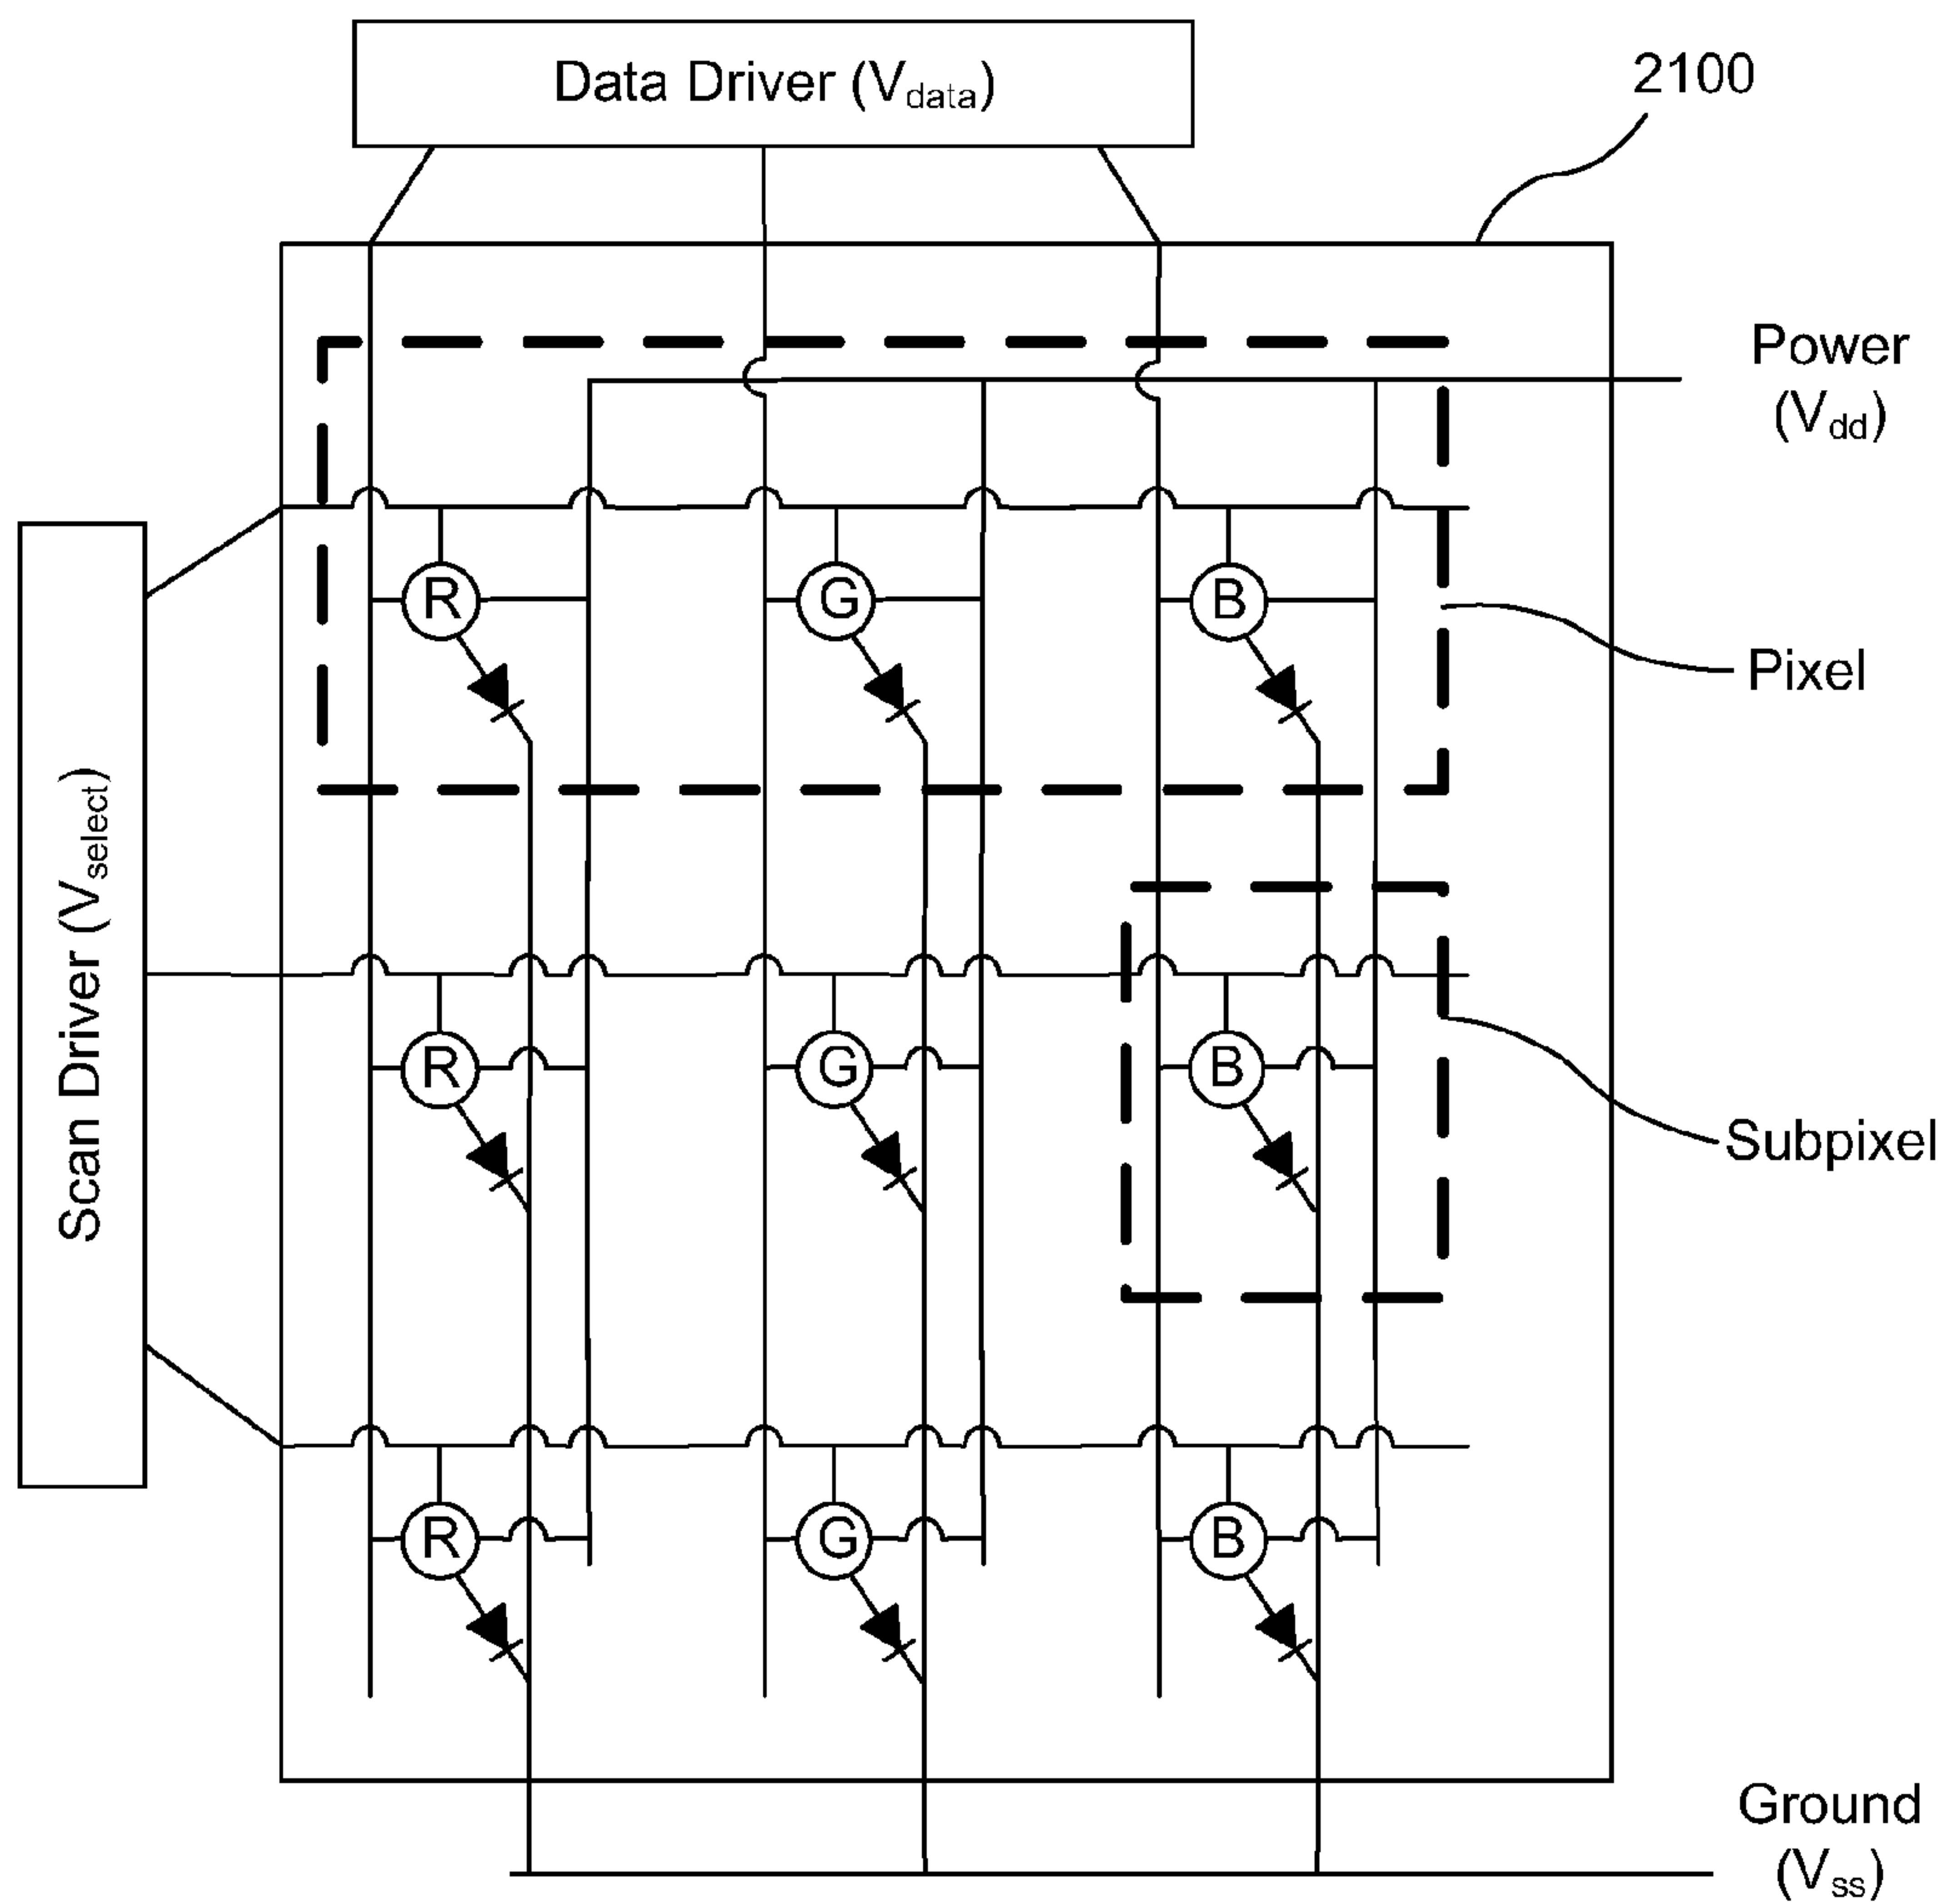 Data Driver (Vdata)
2100
Power
(Vdd)
R G B
Pixel
Scan Driver (Vselect)
R G B
Subpixel
R G B
Ground
(Vss)